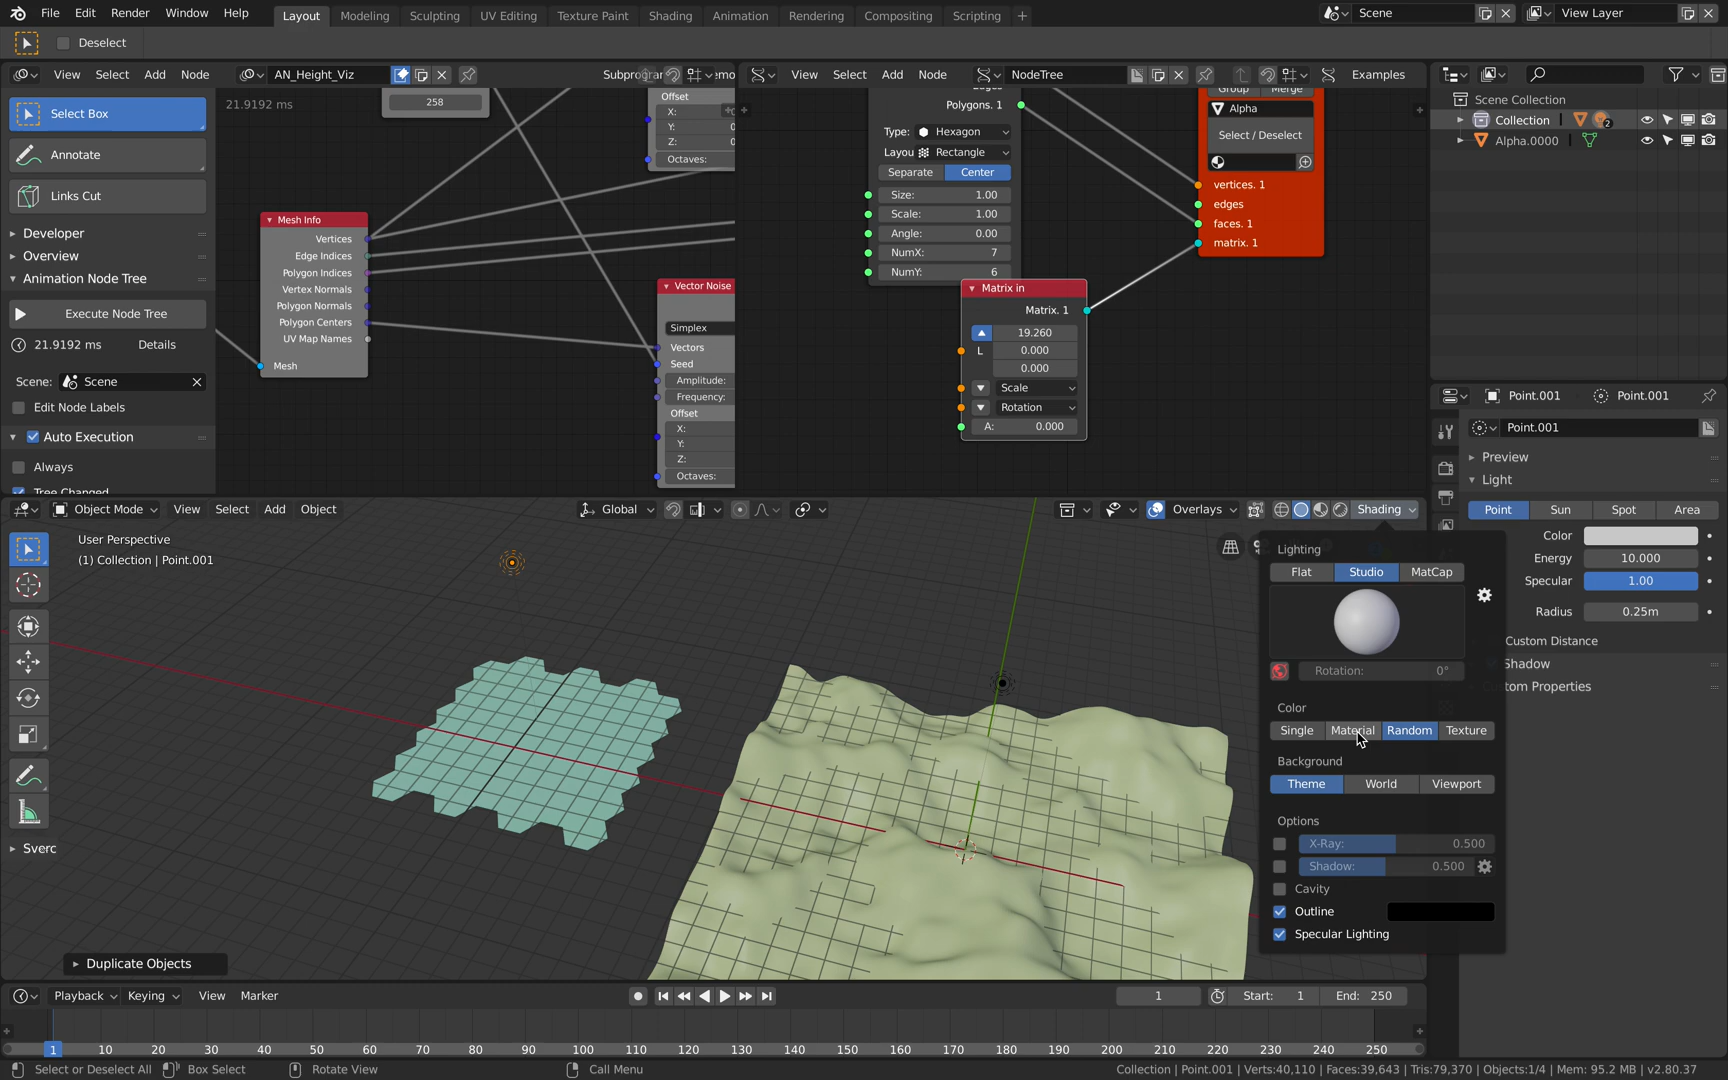 File Edit Render Window Help Layout Modeling Sculpting UV Editing Texture Paint Shading Animation Rendering Compositing Scripting + Scene View Layer
Deselect
View Select Add Node AN_Height_Viz Subprogra
View Select Add Node NodeTree Examples
21.9192 ms
258
Select Box
Annotate
Links Cut
Developer
Overview
Animation Node Tree
Execute Node Tree
21.9192 ms Details
Scene: Scene
Edit Node Labels
Auto Execution
Always
Tree Changed
Mesh Info
Vertices
Edge Indices
Polygon Indices
Vertex Normals
Polygon Normals
Polygon Centers
UV Map Names
Mesh
Offset
X: 0
Y: 0
Z: 0
Octaves:
Vector Noise
Simplex
Vectors
Seed
Amplitude:
Frequency:
Offset
X:
Y:
Z:
Octaves:
Edges
Polygons. 1
Type: Hexagon
Layou Rectangle
Separate Center
Size: 1.00
Scale: 1.00
Angle: 0.00
NumX: 7
NumY: 6
Matrix in
Matrix. 1
19.260
L 0.000
0.000
Scale
Rotation
A: 0.000
Group Merge
Alpha
Select / Deselect
vertices. 1
edges
faces. 1
matrix. 1
Scene Collection
Collection 2
Alpha.0000
Point.001 Point.001
Point.001
Preview
Light
Point Sun Spot Area
Color
Energy 10.000
Specular 1.00
Radius 0.25m
Custom Distance
Shadow
tom Properties
Object Mode View Select Add Object Global Overlays Shading
User Perspective
(1) Collection | Point.001
Sverc
Duplicate Objects
Lighting
Flat Studio MatCap
Rotation: 0°
Color
Single Material Random Texture
Background
Theme World Viewport
Options
X-Ray: 0.500
Shadow: 0.500
Cavity
Outline
Specular Lighting
Playback Keying View Marker 1 Start: 1 End: 250
1 10 20 30 40 50 60 70 80 90 100 110 120 130 140 150 160 170 180 190 200 210 220 230 240 250
Select or Deselect All Box Select Rotate View Call Menu Collection | Point.001 | Verts:40,110 | Faces:39,643 | Tris:79,370 | Objects:1/4 | Mem: 95.2 MB | v2.80.37